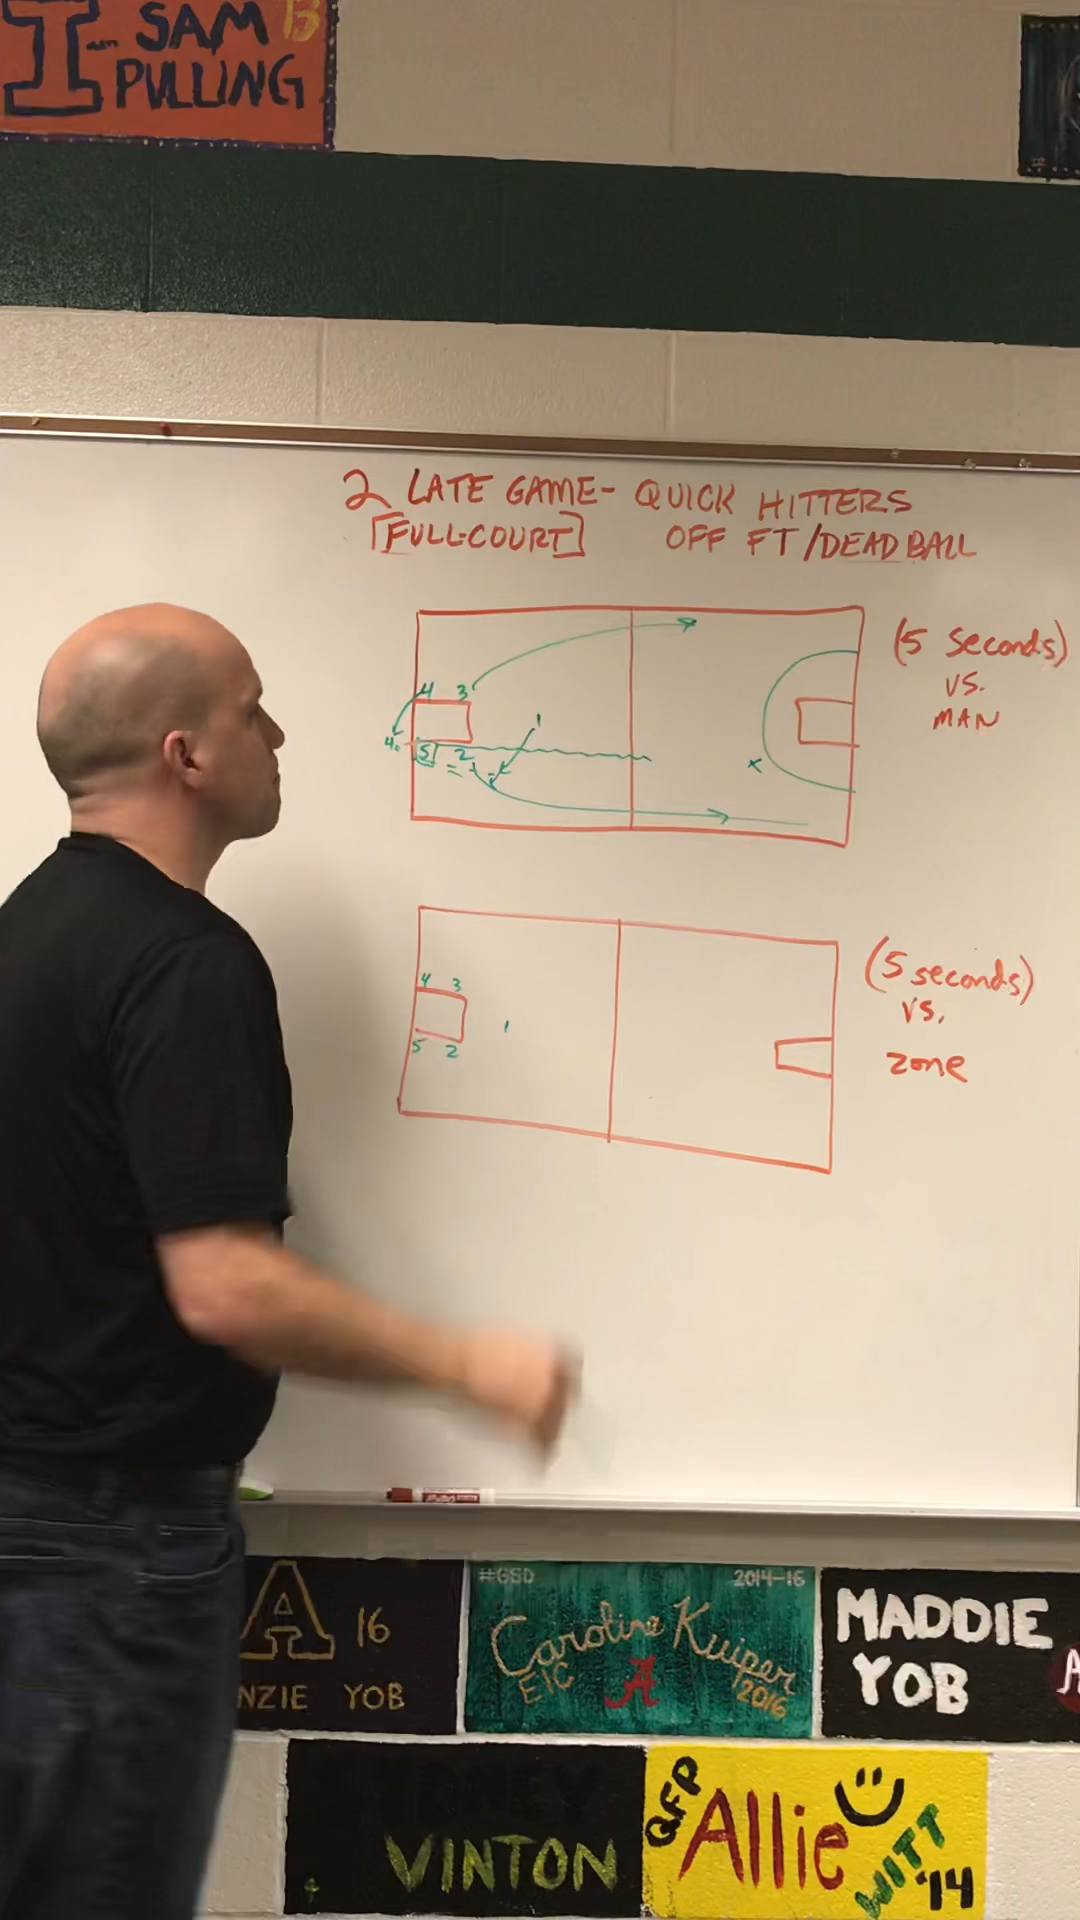 I-SAM 13
PULLING
2 LATE GAME- QUICK HITTERS
[FULL-COURT] OFF FT/DEADBALL
(5 Seconds)
VS.
MAN
4 3
1
4
5 2
x
(5 seconds)
VS.
zone
4 3
1
5 2
A 16
NZIE YOB
#GSD 2014-16
Caroline Kuiper
EIC A 2016
MADDIE
YOB
A
VINTON
QFP Allie
WITT
'14